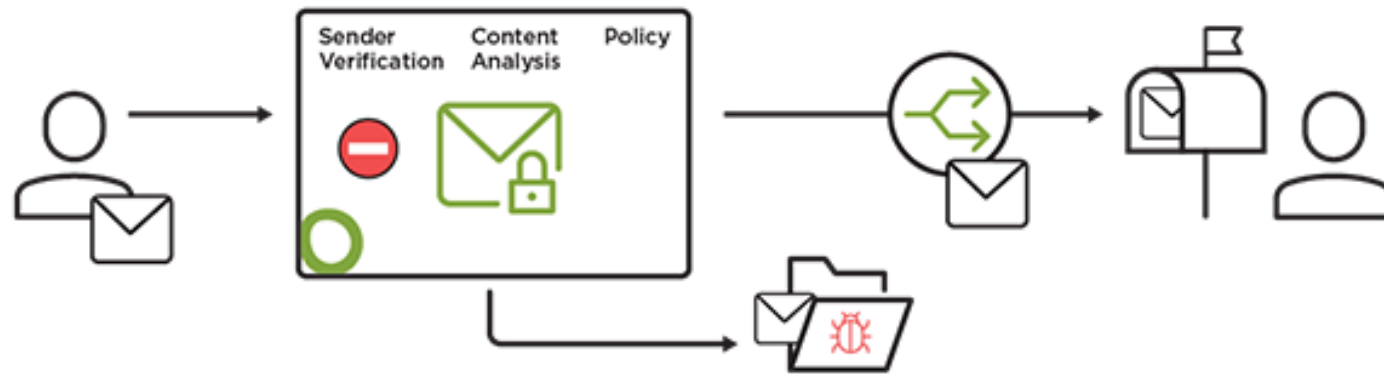 Sender Verification
Content Analysis
Policy